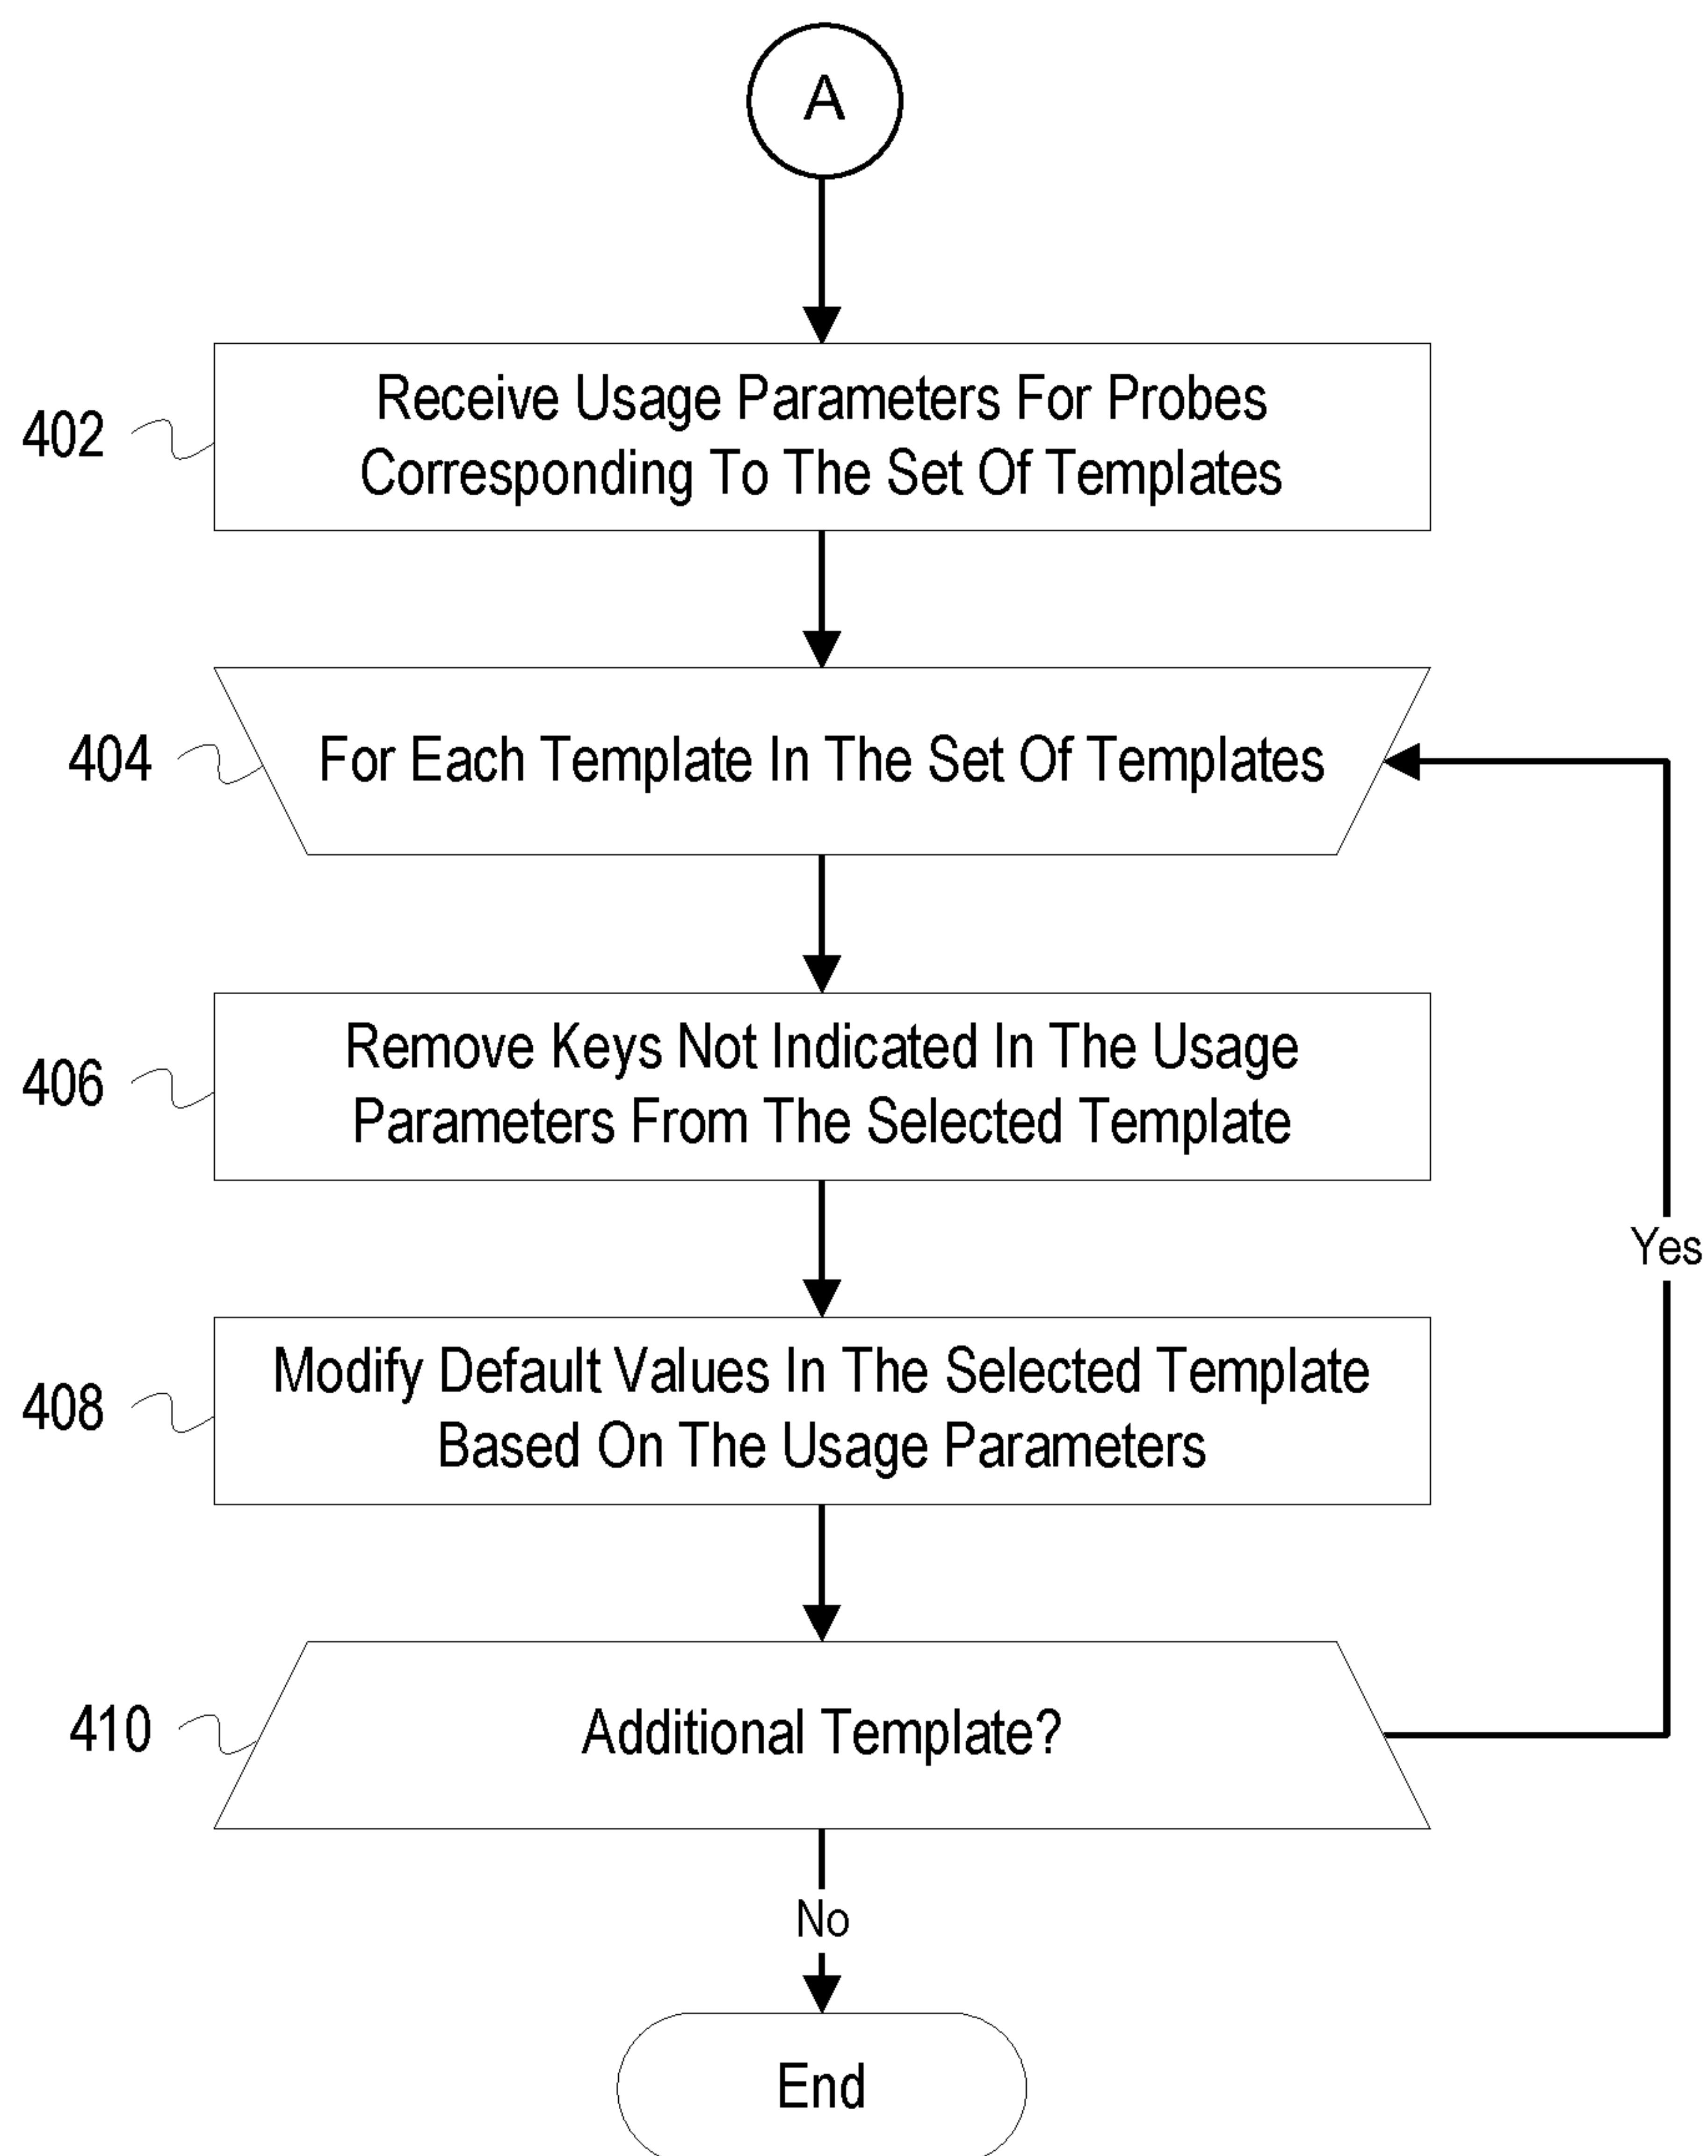 A
402
Receive Usage Parameters For Probes
Corresponding To The Set Of Templates
404
For Each Template In The Set Of Templates
406
Remove Keys Not Indicated In The Usage
Parameters From The Selected Template
Yes
408
Modify Default Values In The Selected Template
Based On The Usage Parameters
410
Additional Template?
No
End